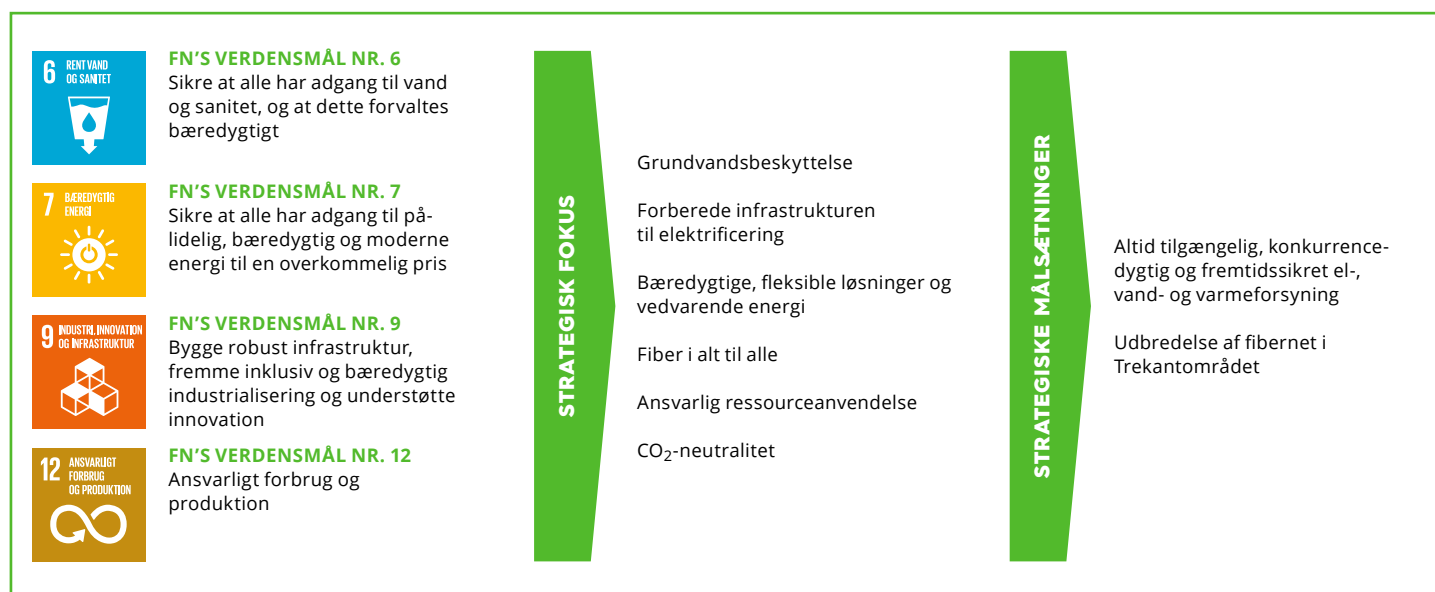 6 RENT VAND
OG SANITET
FN'S VERDENSMÅL NR. 6
Sikre at alle har adgang til vand
og sanitet, og at dette forvaltes
bæredygtigt
7 BÆREDYGTIG
ENERGI
FN'S VERDENSMÅL NR. 7
Sikre at alle har adgang til på-
lidelig, bæredygtig og moderne
energi til en overkommelig pris
9 INDUSTRI, INNOVATION
OG INFRASTRUKTUR
FN'S VERDENSMÅL NR. 9
Bygge robust infrastruktur,
fremme inklusiv og bæredygtig
industrialisering og understøtte
innovation
12 ANSVARLIGT
FORBRUG
OG PRODUKTION
FN'S VERDENSMÅL NR. 12
Ansvarligt forbrug og
produktion
STRATEGISK FOKUS
Grundvandsbeskyttelse
Forberede infrastrukturen
til elektrificering
Bæredygtige, fleksible løsninger og
vedvarende energi
Fiber i alt til alle
Ansvarlig ressourceanvendelse
CO₂-neutralitet
STRATEGISKE MÅLSÆTNINGER
Altid tilgængelig, konkurrence-
dygtig og fremtidssikret el-,
vand- og varmeforsyning
Udbredelse af fibernet i
Trekantområdet